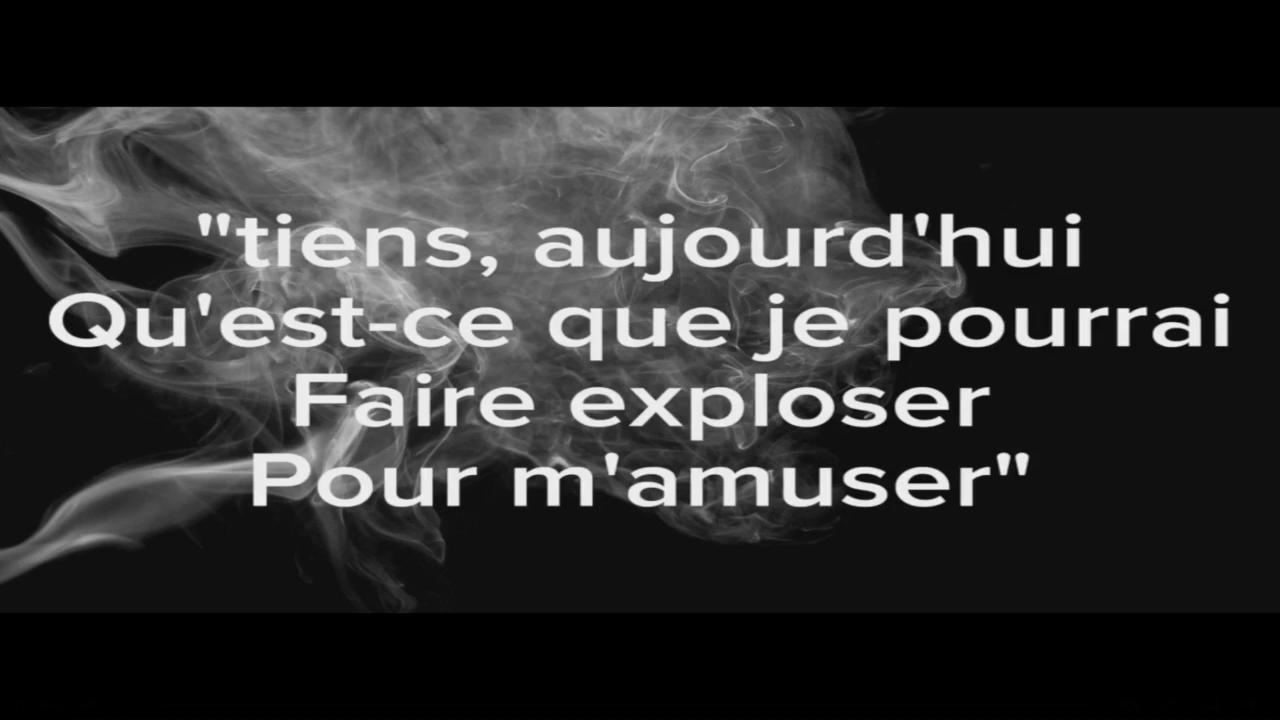 "tiens, aujourd'hui
Qu'est-ce que je pourrai
Faire exploser
Pour m'amuser"